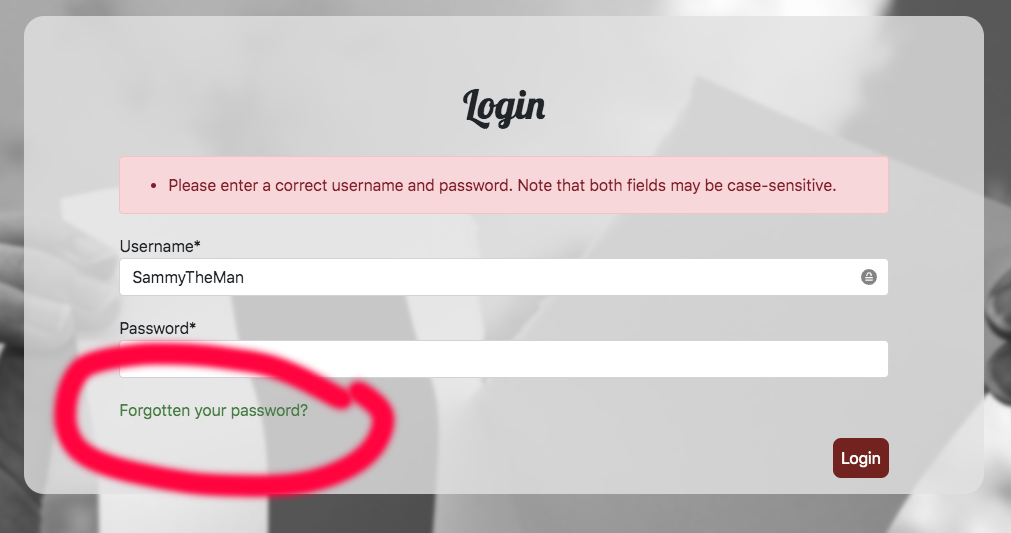 Login
• Please enter a correct username and password. Note that both fields may be case-sensitive.
Username*
SammyTheMan
Password*
Forgotten your password?
Login